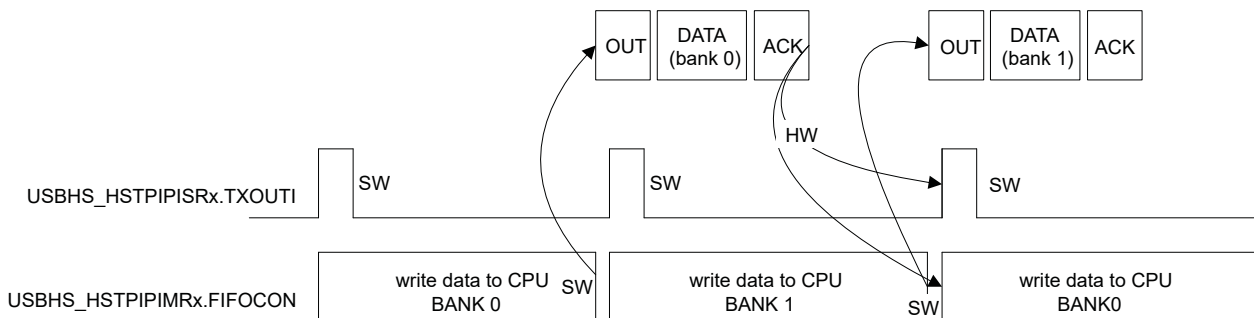 OUT
DATA
(bank 0)
ACK
OUT
DATA
(bank 1)
ACK
HW
USBHS_HSTPIPISRx.TXOUTI
SW
SW
SW
USBHS_HSTPIPIMRx.FIFOCON
write data to CPU
BANK 0
SW
write data to CPU
BANK 1
SW
write data to CPU
BANK0